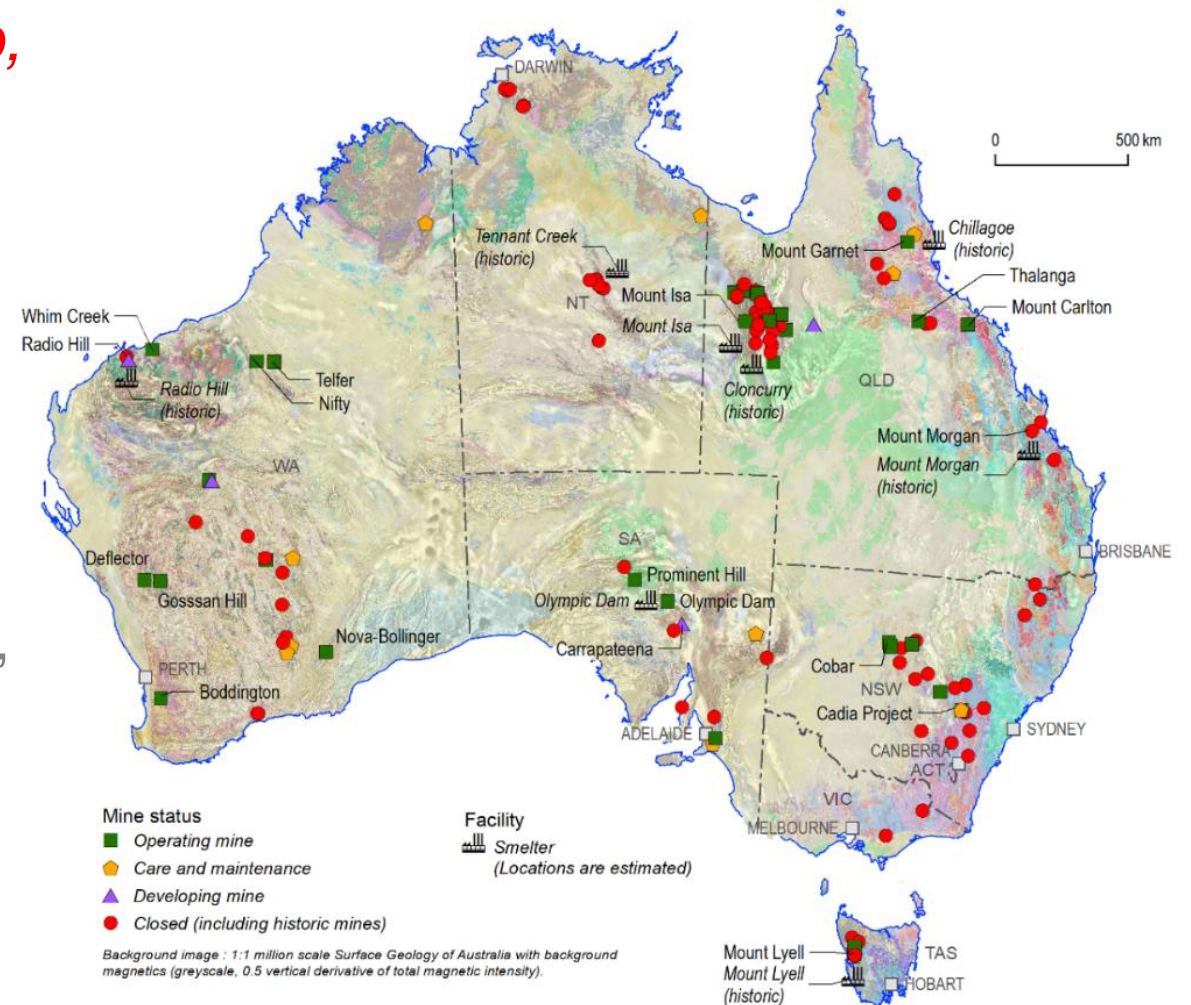 DARWIN
0 500 km
Tennant Creek
(historic)
NT
Mount Garnet
Chillagoe
(historic)
Thalanga
Mount Carlton
Mount Isa
Mount Isa
Cloncurry
(historic)
QLD
Whim Creek
Radio Hill
Radio Hill
(historic)
Telfer
Nifty
Mount Morgan
Mount Morgan
(historic)
WA
SA
BRISBANE
Deflector
Gosssan Hill
Prominent Hill
Olympic Dam
Olympic Dam
Carrapateena
Nova-Bollinger
PERTH
Boddington
Cobar
NSW
Cadia Project
SYDNEY
ADELAIDE
CANBERRA
ACT
VIC
MELBOURNE
Mine status
Operating mine
Care and maintenance
Developing mine
Closed (including historic mines)
Facility
Smelter
(Locations are estimated)
Background image : 1:1 million scale Surface Geology of Australia with background
magnetics (greyscale, 0.5 vertical derivative of total magnetic intensity).
Mount Lyell
Mount Lyell
(historic)
TAS
HOBART